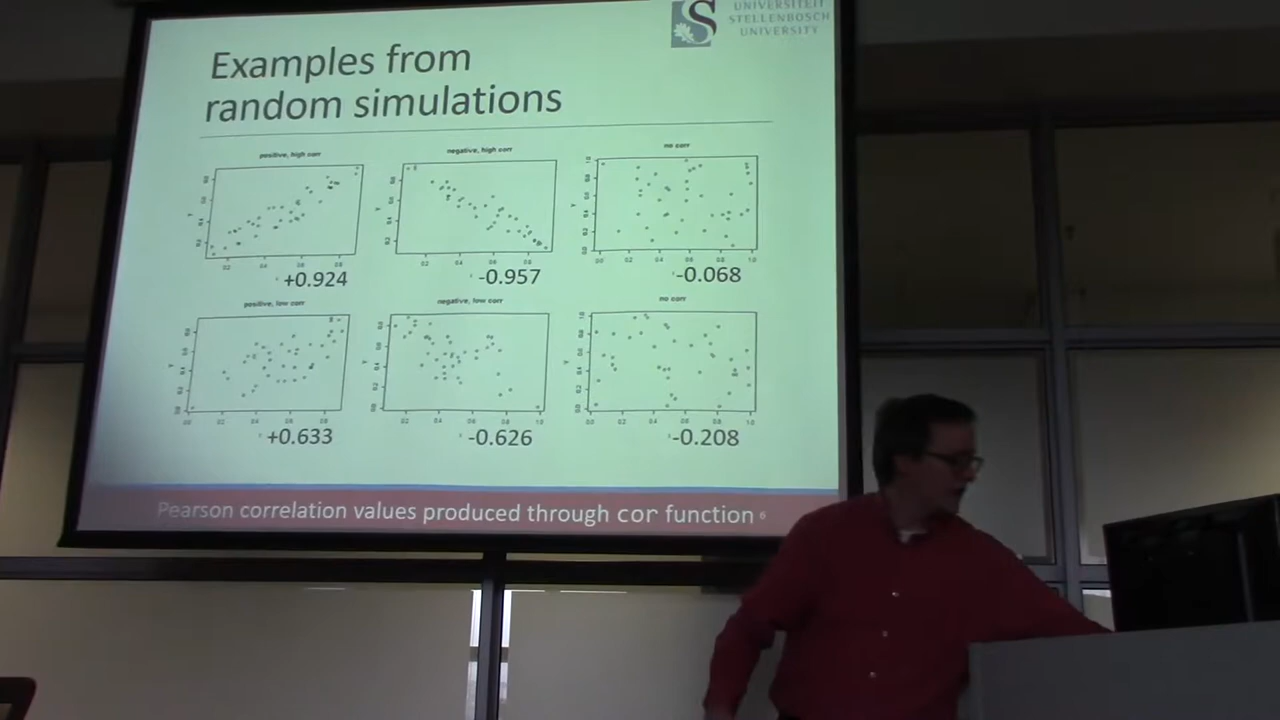 UNIVERSITEIT
STELLENBOSCH
UNIVERSITY
Examples from
random simulations
positive, high corr
negative, high corr
no corr
+0.924
-0.957
-0.068
positive, low corr
negative, low corr
no corr
+0.633
-0.626
-0.208
Pearson correlation values produced through cor function 6